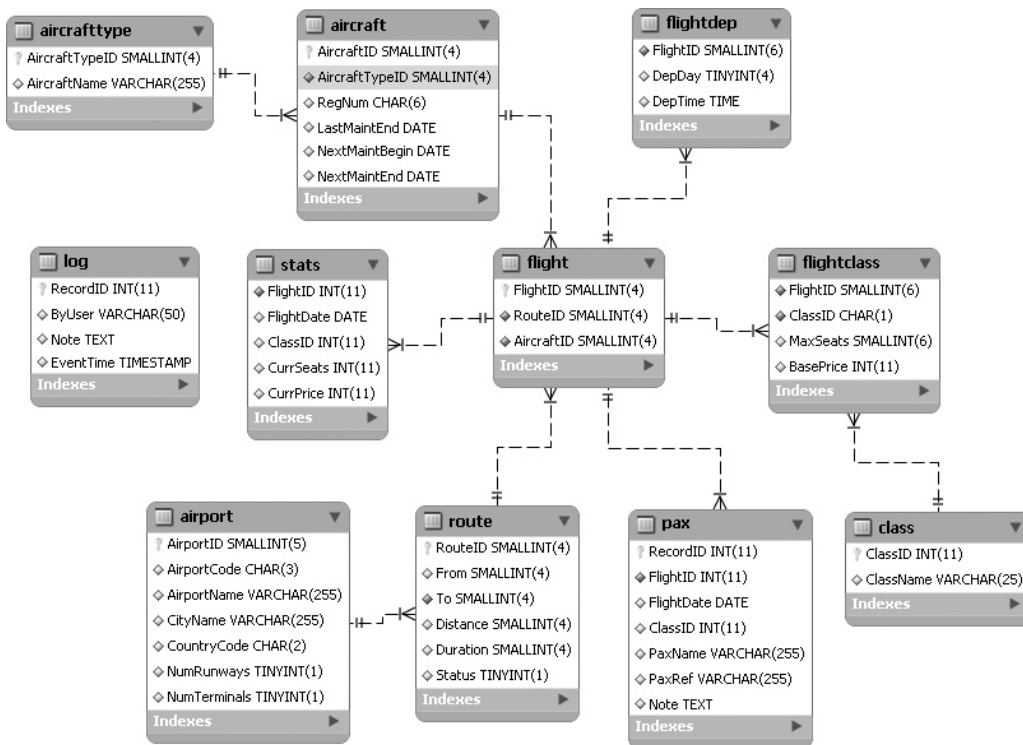 aircrafttype
AircraftTypeID SMALLINT(4)
AircraftName VARCHAR(255)
Indexes
aircraft
AircraftID SMALLINT(4)
AircraftTypeID SMALLINT(4)
RegNum CHAR(6)
LastMaintEnd DATE
NextMaintBegin DATE
NextMaintEnd DATE
Indexes
flightdep
FlightID SMALLINT(6)
DepDay TINYINT(4)
DepTime TIME
Indexes
log
RecordID INT(11)
ByUser VARCHAR(50)
Note TEXT
EventTime TIMESTAMP
Indexes
stats
FlightID INT(11)
FlightDate DATE
ClassID INT(11)
CurrSeats INT(11)
CurrPrice INT(11)
Indexes
flight
FlightID SMALLINT(4)
RouteID SMALLINT(4)
AircraftID SMALLINT(4)
Indexes
flightclass
FlightID SMALLINT(6)
ClassID CHAR(1)
MaxSeats SMALLINT(6)
BasePrice INT(11)
Indexes
airport
AirportID SMALLINT(5)
AirportCode CHAR(3)
AirportName VARCHAR(255)
CityName VARCHAR(255)
CountryCode CHAR(2)
NumRunways TINYINT(1)
NumTerminals TINYINT(1)
Indexes
route
RouteID SMALLINT(4)
From SMALLINT(4)
To SMALLINT(4)
Distance SMALLINT(4)
Duration SMALLINT(4)
Status TINYINT(1)
Indexes
pax
RecordID INT(11)
FlightID INT(11)
FlightDate DATE
ClassID INT(11)
PaxName VARCHAR(255)
PaxRef VARCHAR(255)
Note TEXT
Indexes
class
ClassID INT(11)
ClassName VARCHAR(25)
Indexes